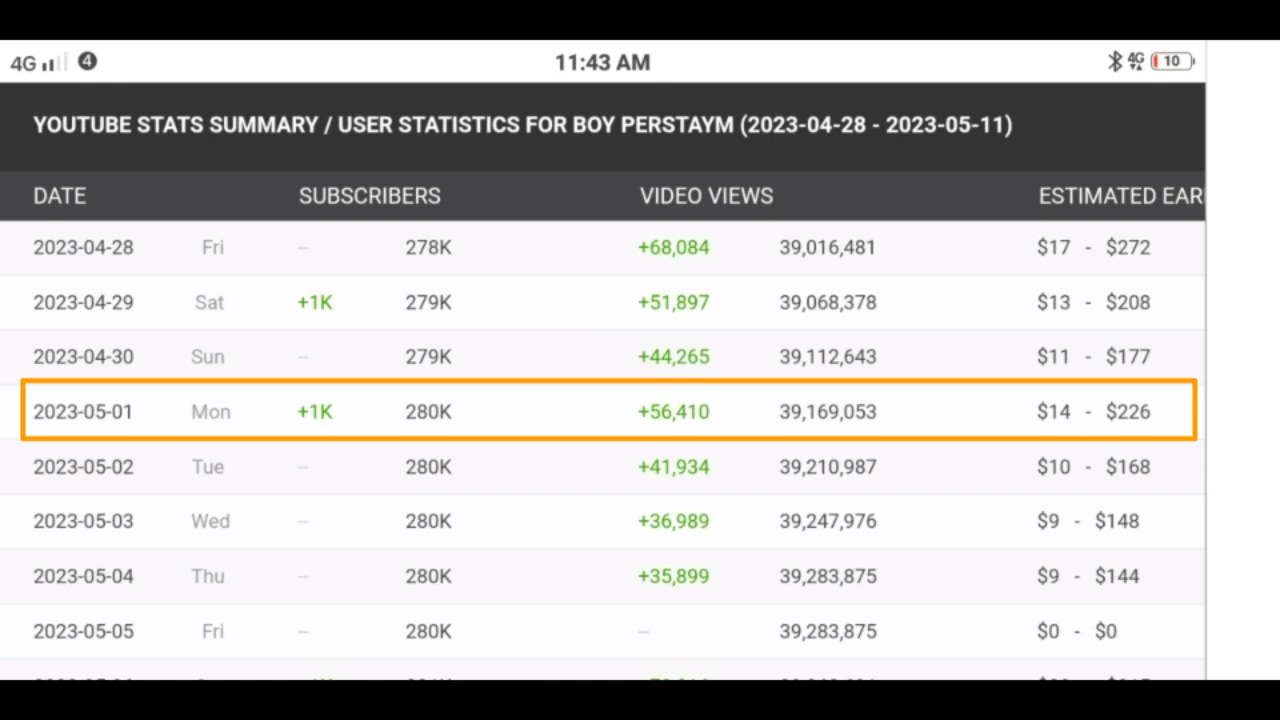 4G 4 11:43 AM 4G 10
YOUTUBE STATS SUMMARY / USER STATISTICS FOR BOY PERSTAYM (2023-04-28 - 2023-05-11)
DATE SUBSCRIBERS VIDEO VIEWS ESTIMATED EAR
2023-04-28 Fri -- 278K +68,084 39,016,481 $17 - $272
2023-04-29 Sat +1K 279K +51,897 39,068,378 $13 - $208
2023-04-30 Sun -- 279K +44,265 39,112,643 $11 - $177
2023-05-01 Mon +1K 280K +56,410 39,169,053 $14 - $226
2023-05-02 Tue -- 280K +41,934 39,210,987 $10 - $168
2023-05-03 Wed -- 280K +36,989 39,247,976 $9 - $148
2023-05-04 Thu -- 280K +35,899 39,283,875 $9 - $144
2023-05-05 Fri -- 280K -- 39,283,875 $0 - $0